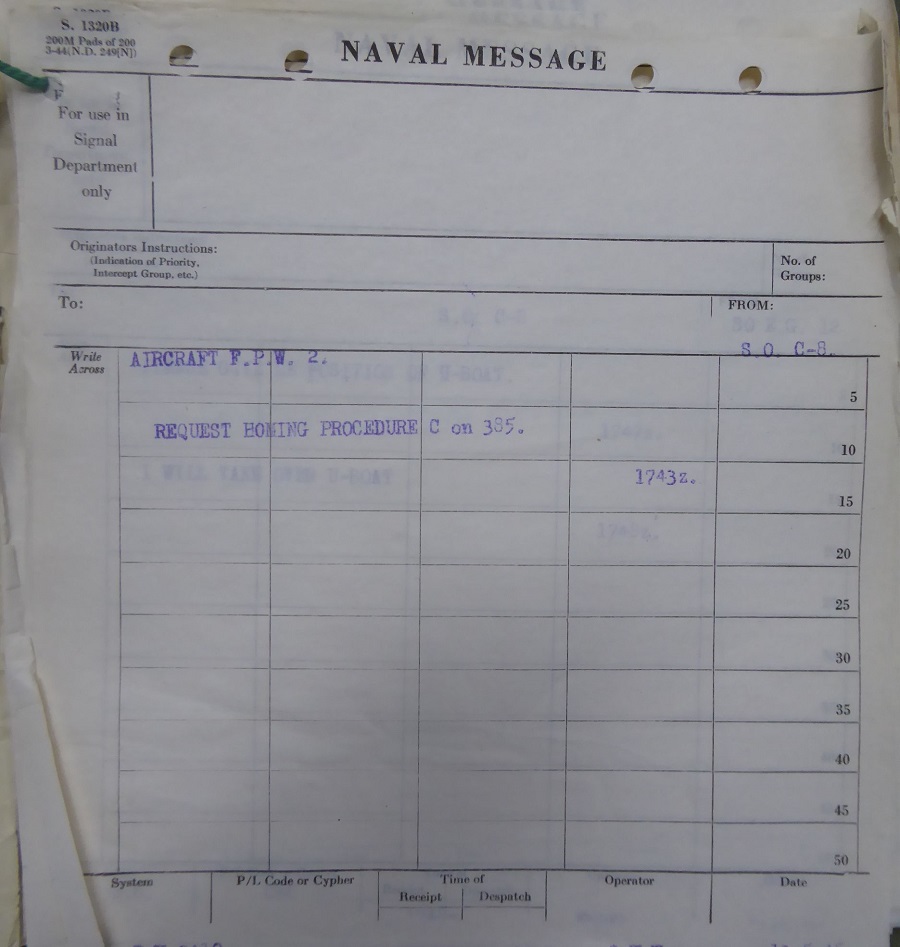 S. 1320B
200M Pads of 200
3-44(N.D. 249[N])
NAVAL MESSAGE
For use in
Signal
Department
only
Originators Instructions:
(Indication of Priority,
Intercept Group, etc.)
No. of
Groups:
To:
FROM:
S.O. C-8.
Write
Across
AIRCRAFT F.P.W. 2.
5
REQUEST HOMING PROCEDURE C on 385.
10
1743z.
15
20
25
30
35
40
45
50
System
P/L Code or Cypher
Time of
Receipt
Despatch
Operator
Date